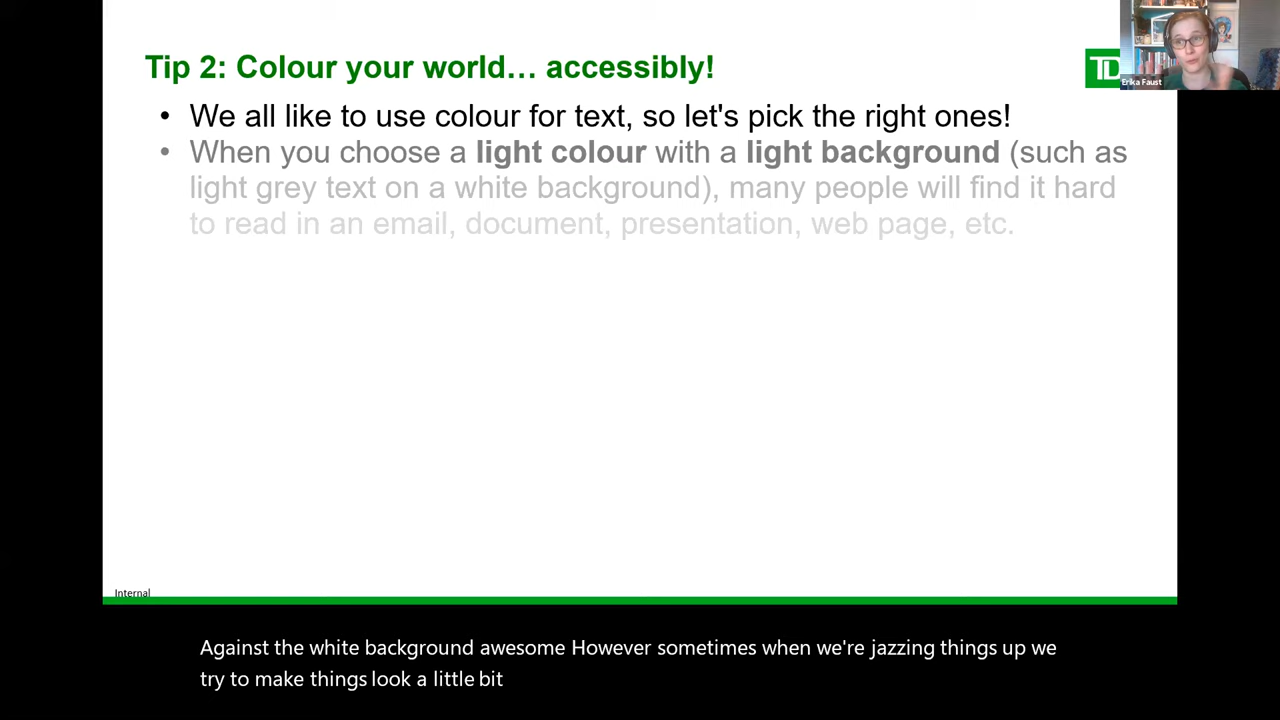 Tip 2: Colour your world… accessibly!
TD
Erika Faust
• We all like to use colour for text, so let's pick the right ones!
• When you choose a light colour with a light background (such as
light grey text on a white background), many people will find it hard
to read in an email, document, presentation, web page, etc.
Internal
Against the white background awesome However sometimes when we're jazzing things up we
try to make things look a little bit